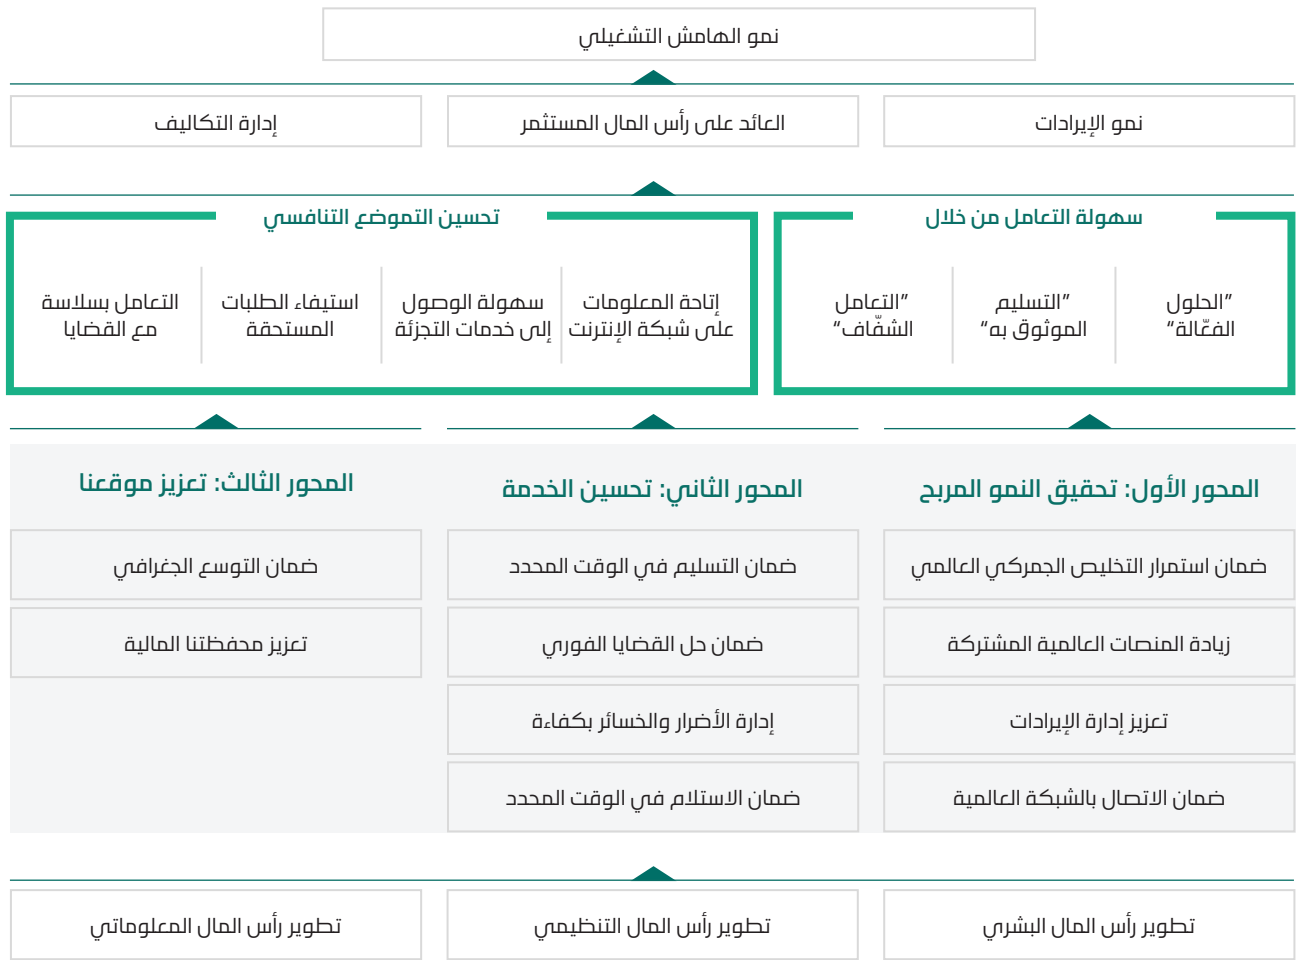 نمو الهامش التشغيلي
نمو الإيرادات
العائد على رأس المال المستثمر
إدارة التكاليف
سهولة التعامل من خلال
"الحلول
الفعّالة"
"التسليم
الموثوق به"
"التعامل
الشفّاف"
تحسين التموضع التنافسي
إتاحة المعلومات
على شبكة الإنترنت
سهولة الوصول
إلى خدمات التجزئة
استيفاء الطلبات
المستحقة
التعامل بسلاسة
مع القضايا
المحور الأول: تحقيق النمو المربح
ضمان استمرار التخليص الجمركي العالمي
زيادة المنصات العالمية المشتركة
تعزيز إدارة الإيرادات
ضمان الاتصال بالشبكة العالمية
المحور الثاني: تحسين الخدمة
ضمان التسليم في الوقت المحدد
ضمان حل القضايا الفوري
إدارة الأضرار والخسائر بكفاءة
ضمان الاستلام في الوقت المحدد
المحور الثالث: تعزيز موقعنا
ضمان التوسع الجغرافي
تعزيز محفظتنا المالية
تطوير رأس المال البشري
تطوير رأس المال التنظيمي
تطوير رأس المال المعلوماتي